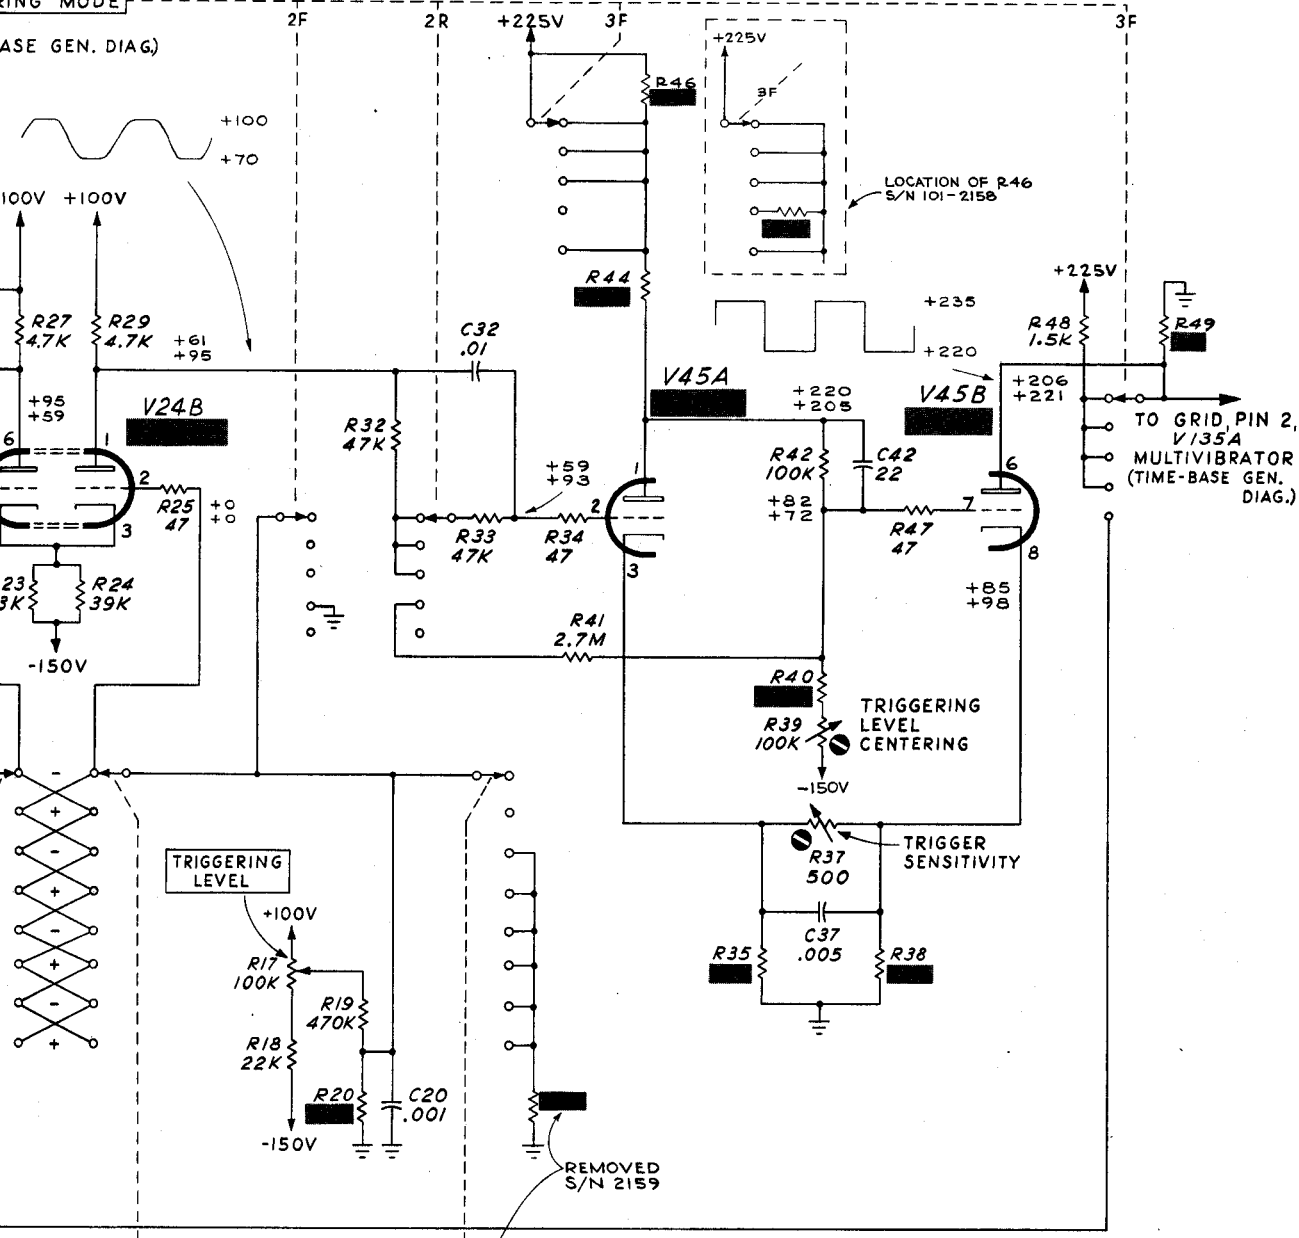 RING MODE
2F
2R
+225V
3F
3F
ASE GEN. DIAG.)
+100
+70
100V
+100V
R46
+225V
3F
LOCATION OF R46
S/N 101-2158
R44
+225V
R27
4.7K
R29
4.7K
+61
+95
C32
.01
+235
+220
R48
1.5K
R49
V45A
V45B
+206
+221
+95
+59
V24B
R32
47K
+220
+205
TO GRID, PIN 2,
V135A
MULTIVIBRATOR
(TIME-BASE GEN.
DIAG.)
6
1
2
3
R25
47
+0
+0
+59
+93
R42
100K
C42
22
+82
+72
1
2
3
6
7
8
R33
47K
R34
47
R47
47
+85
+98
23
3K
R24
39K
-150V
R41
2.7M
R40
R39
100K
TRIGGERING
LEVEL
CENTERING
-150V
-
+
-
+
-
+
-
+
TRIGGERING
LEVEL
R37
500
TRIGGER
SENSITIVITY
+100V
R17
100K
R19
470K
R18
22K
R20
C20
.001
-150V
C37
.005
R35
R38
REMOVED
S/N 2159